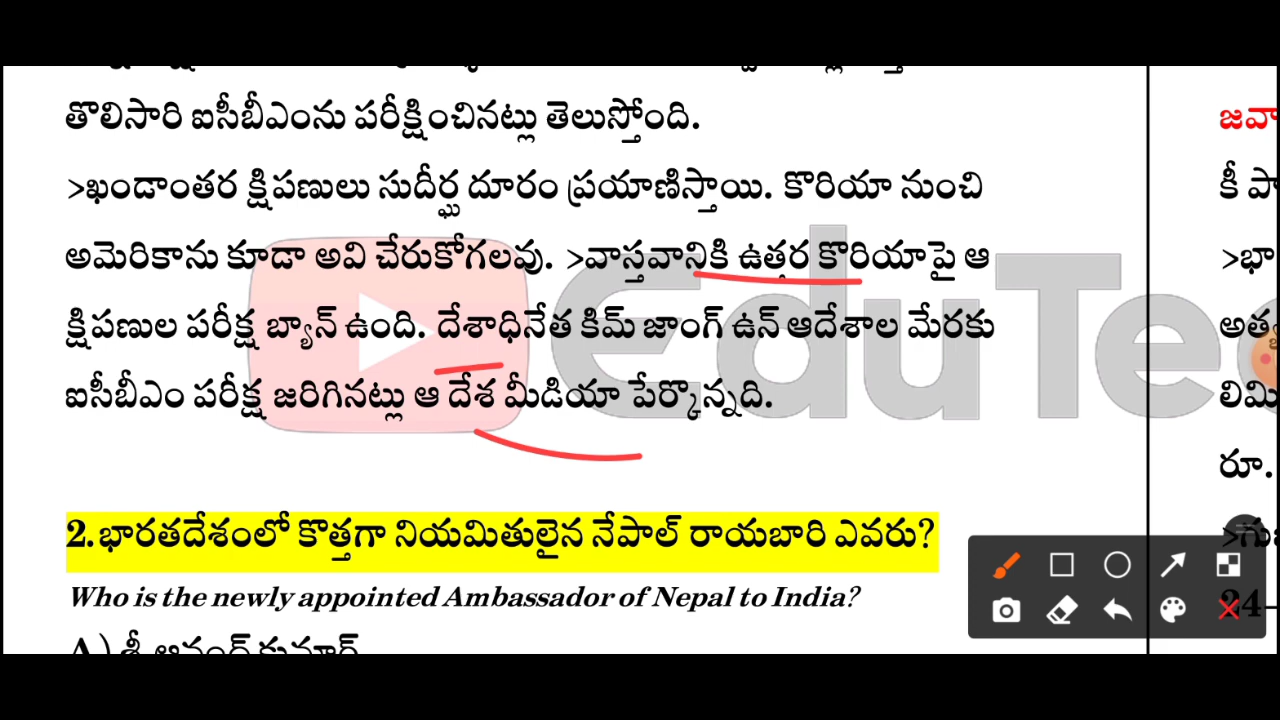 తొలిసారి ఐసీబీఎంను పరీక్షించినట్లు తెలుస్తోంది.
>ఖండాంతర క్షిపణులు సుదీర్ఘ దూరం ప్రయాణిస్తాయి. కొరియా నుంచి
అమెరికాను కూడా అవి చేరుకోగలవు. >వాస్తవానికి ఉత్తర కొరియాపై ఆ
క్షిపణుల పరీక్ష బ్యాన్ ఉంది. దేశాధినేత కిమ్ జాంగ్ ఉన్ ఆదేశాల మేరకు
ఐసీబీఎం పరీక్ష జరిగినట్లు ఆ దేశ మీడియా పేర్కొన్నది.
2.భారతదేశంలో కొత్తగా నియమితులైన నేపాల్ రాయబారి ఎవరు?
Who is the newly appointed Ambassador of Nepal to India?
A) శ్రీ ఆనంద్ కుమార్
EduTe
కీ
>భా
రూ.